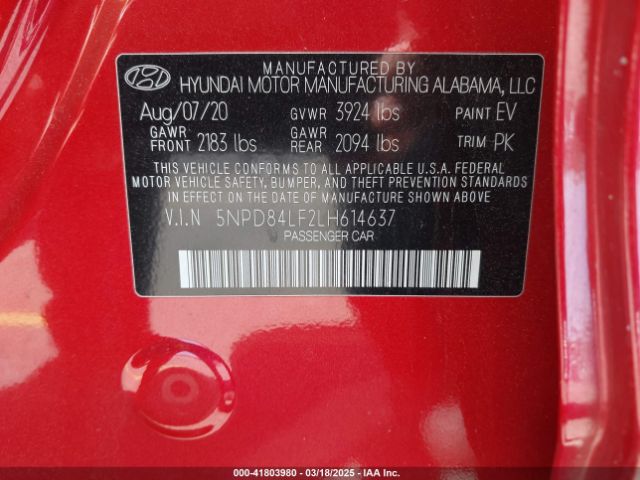 MANUFACTURED BY
HYUNDAI MOTOR MANUFACTURING ALABAMA, LLC
Aug/07/20 GVWR 3924 lbs PAINT EV
GAWR FRONT 2183 lbs GAWR REAR 2094 lbs TRIM PK
THIS VEHICLE CONFORMS TO ALL APPLICABLE U.S.A. FEDERAL
MOTOR VEHICLE SAFETY, BUMPER, AND THEFT PREVENTION STANDARDS
IN EFFECT ON THE DATE OF MANUFACTURE SHOWN ABOVE.
V.I.N 5NPD84LF2LH614637
PASSENGER CAR
000-41803980 - 03/18/2025 - IAA Inc.